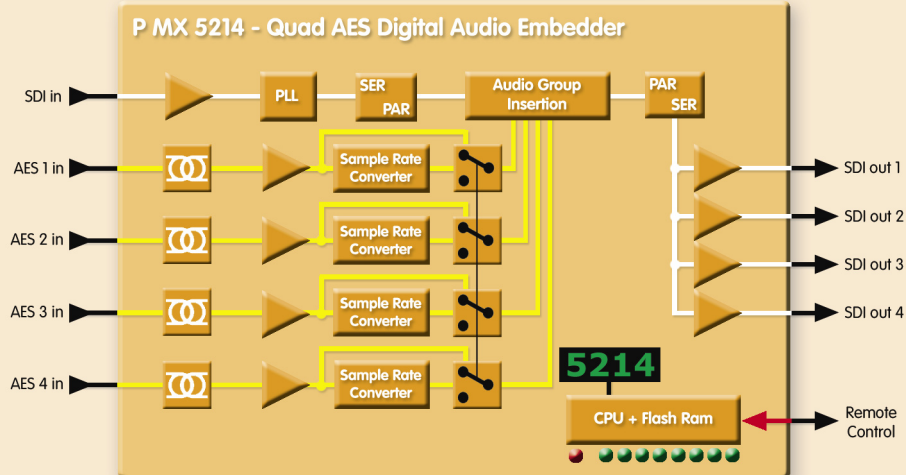 P MX 5214 - Quad AES Digital Audio Embedder
SDI in
PLL
SER
PAR
Audio Group
Insertion
PAR
SER
AES 1 in
Sample Rate
Converter
SDI out 1
AES 2 in
Sample Rate
Converter
SDI out 2
SDI out 3
AES 3 in
Sample Rate
Converter
SDI out 4
AES 4 in
Sample Rate
Converter
5214
CPU + Flash Ram
Remote
Control